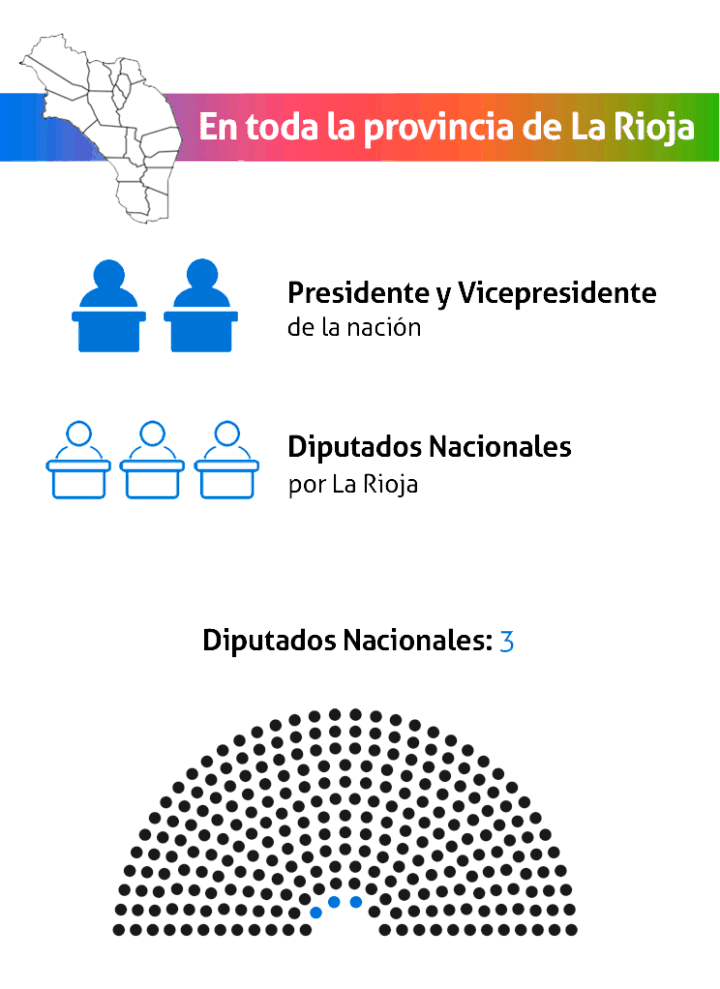 En toda la provincia de La Rioja
Presidente y Vicepresidente
de la nación
Diputados Nacionales
por La Rioja
Diputados Nacionales: 3